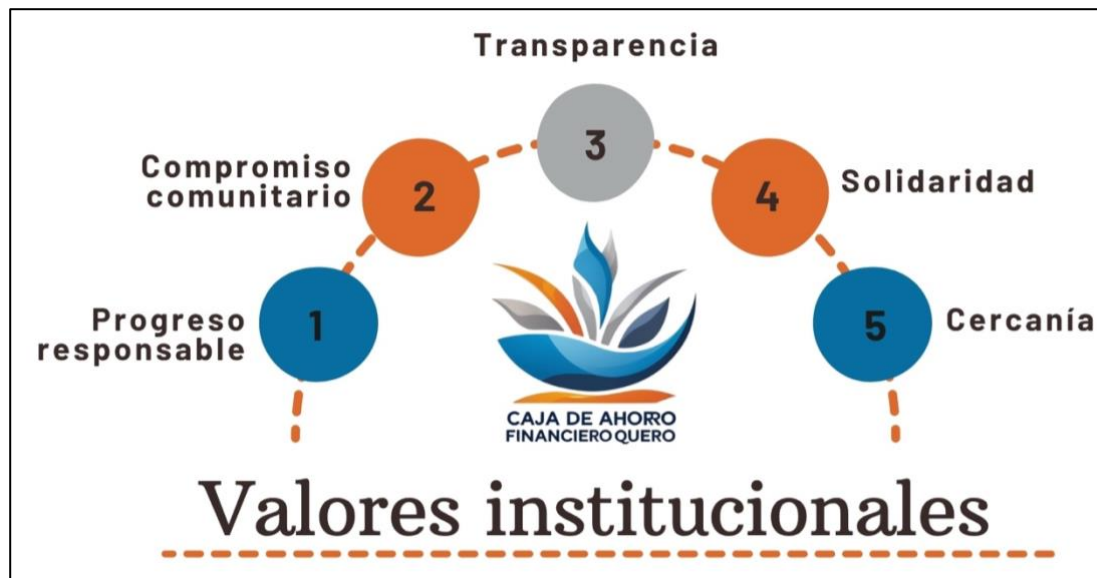 Transparencia
3
Compromiso
comunitario
2
4
Solidaridad
Progreso
responsable
1
5
Cercanía
CAJA DE AHORRO
FINANCIERO QUERO
Valores institucionales